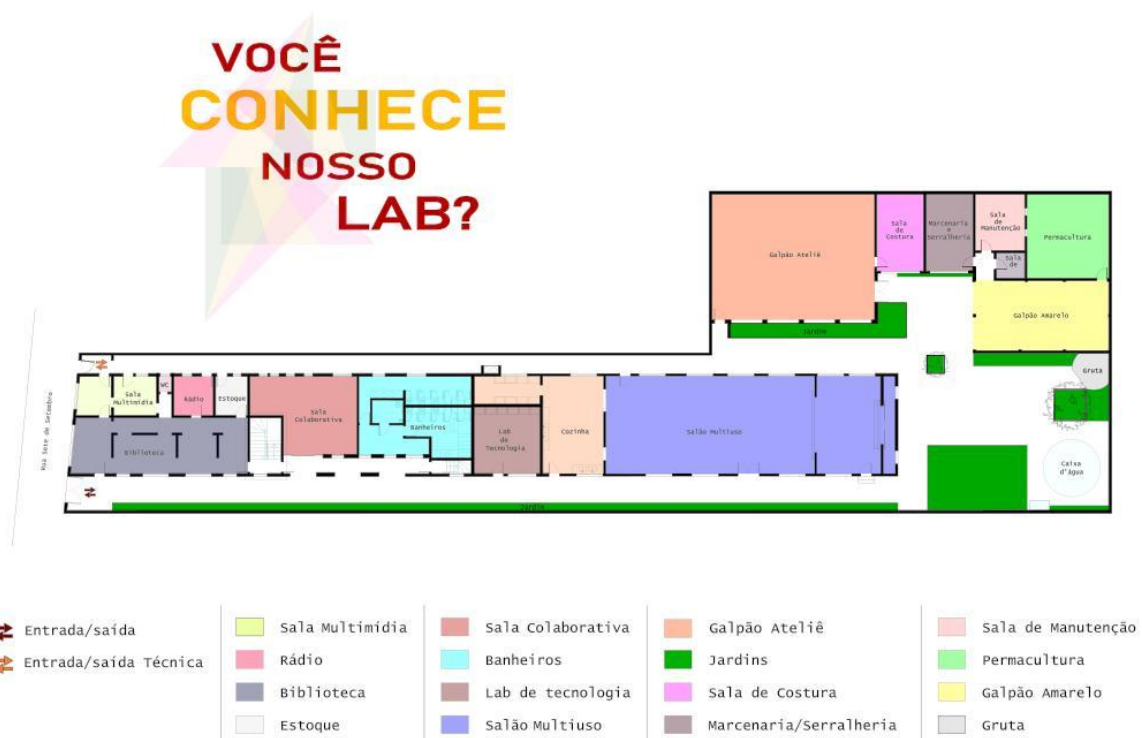 VOCÊ
CONHECE
NOSSO
LAB?
Sala
de
Costura
Marcenaria
e
Serralheria
Sala
de
Manutenção
Sala
de
Permacultura
Galpão Ateliê
Galpão Amarelo
Jardim
Gruta
Rua Sete de Setembro
Sala
Multimídia
WC
Rádio
Estoque
Sala
Colaborativa
Banheiros
Lab
de
Tecnologia
Cozinha
Salão Multiuso
Biblioteca
Caixa
d'água
Jardim
Entrada/saída
Entrada/saída Técnica
Sala Multimídia
Rádio
Biblioteca
Estoque
Sala Colaborativa
Banheiros
Lab de tecnologia
Salão Multiuso
Galpão Ateliê
Jardins
Sala de Costura
Marcenaria/Serralheria
Sala de Manutenção
Permacultura
Galpão Amarelo
Gruta